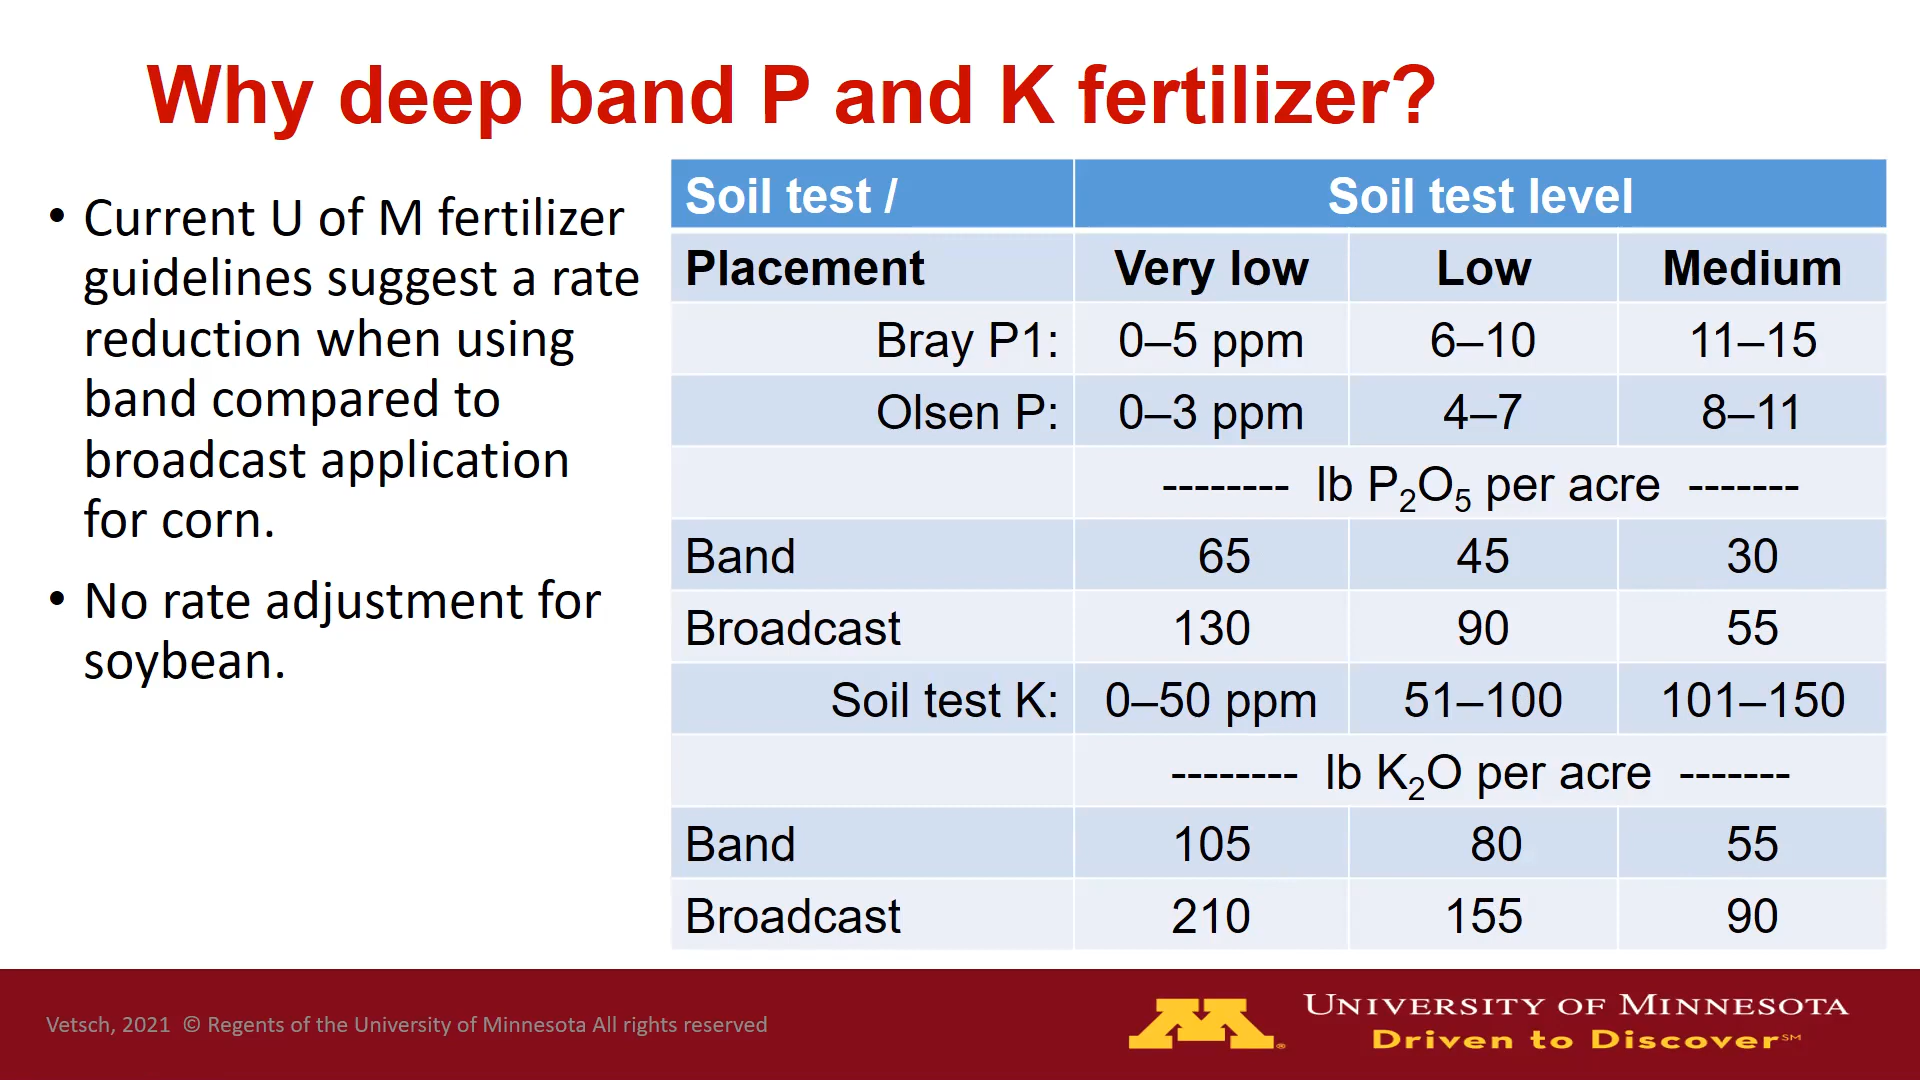 Why deep band P and K fertilizer?
• Current U of M fertilizer
guidelines suggest a rate
reduction when using
band compared to
broadcast application
for corn.
• No rate adjustment for
soybean.
Soil test / Soil test level
Placement Very low Low Medium
Bray P1: 0–5 ppm 6–10 11–15
Olsen P: 0–3 ppm 4–7 8–11
-------- lb P₂O₅ per acre -------
Band 65 45 30
Broadcast 130 90 55
Soil test K: 0–50 ppm 51–100 101–150
-------- lb K₂O per acre -------
Band 105 80 55
Broadcast 210 155 90
Vetsch, 2021 © Regents of the University of Minnesota All rights reserved
M®
UNIVERSITY OF MINNESOTA
Driven to Discover℠